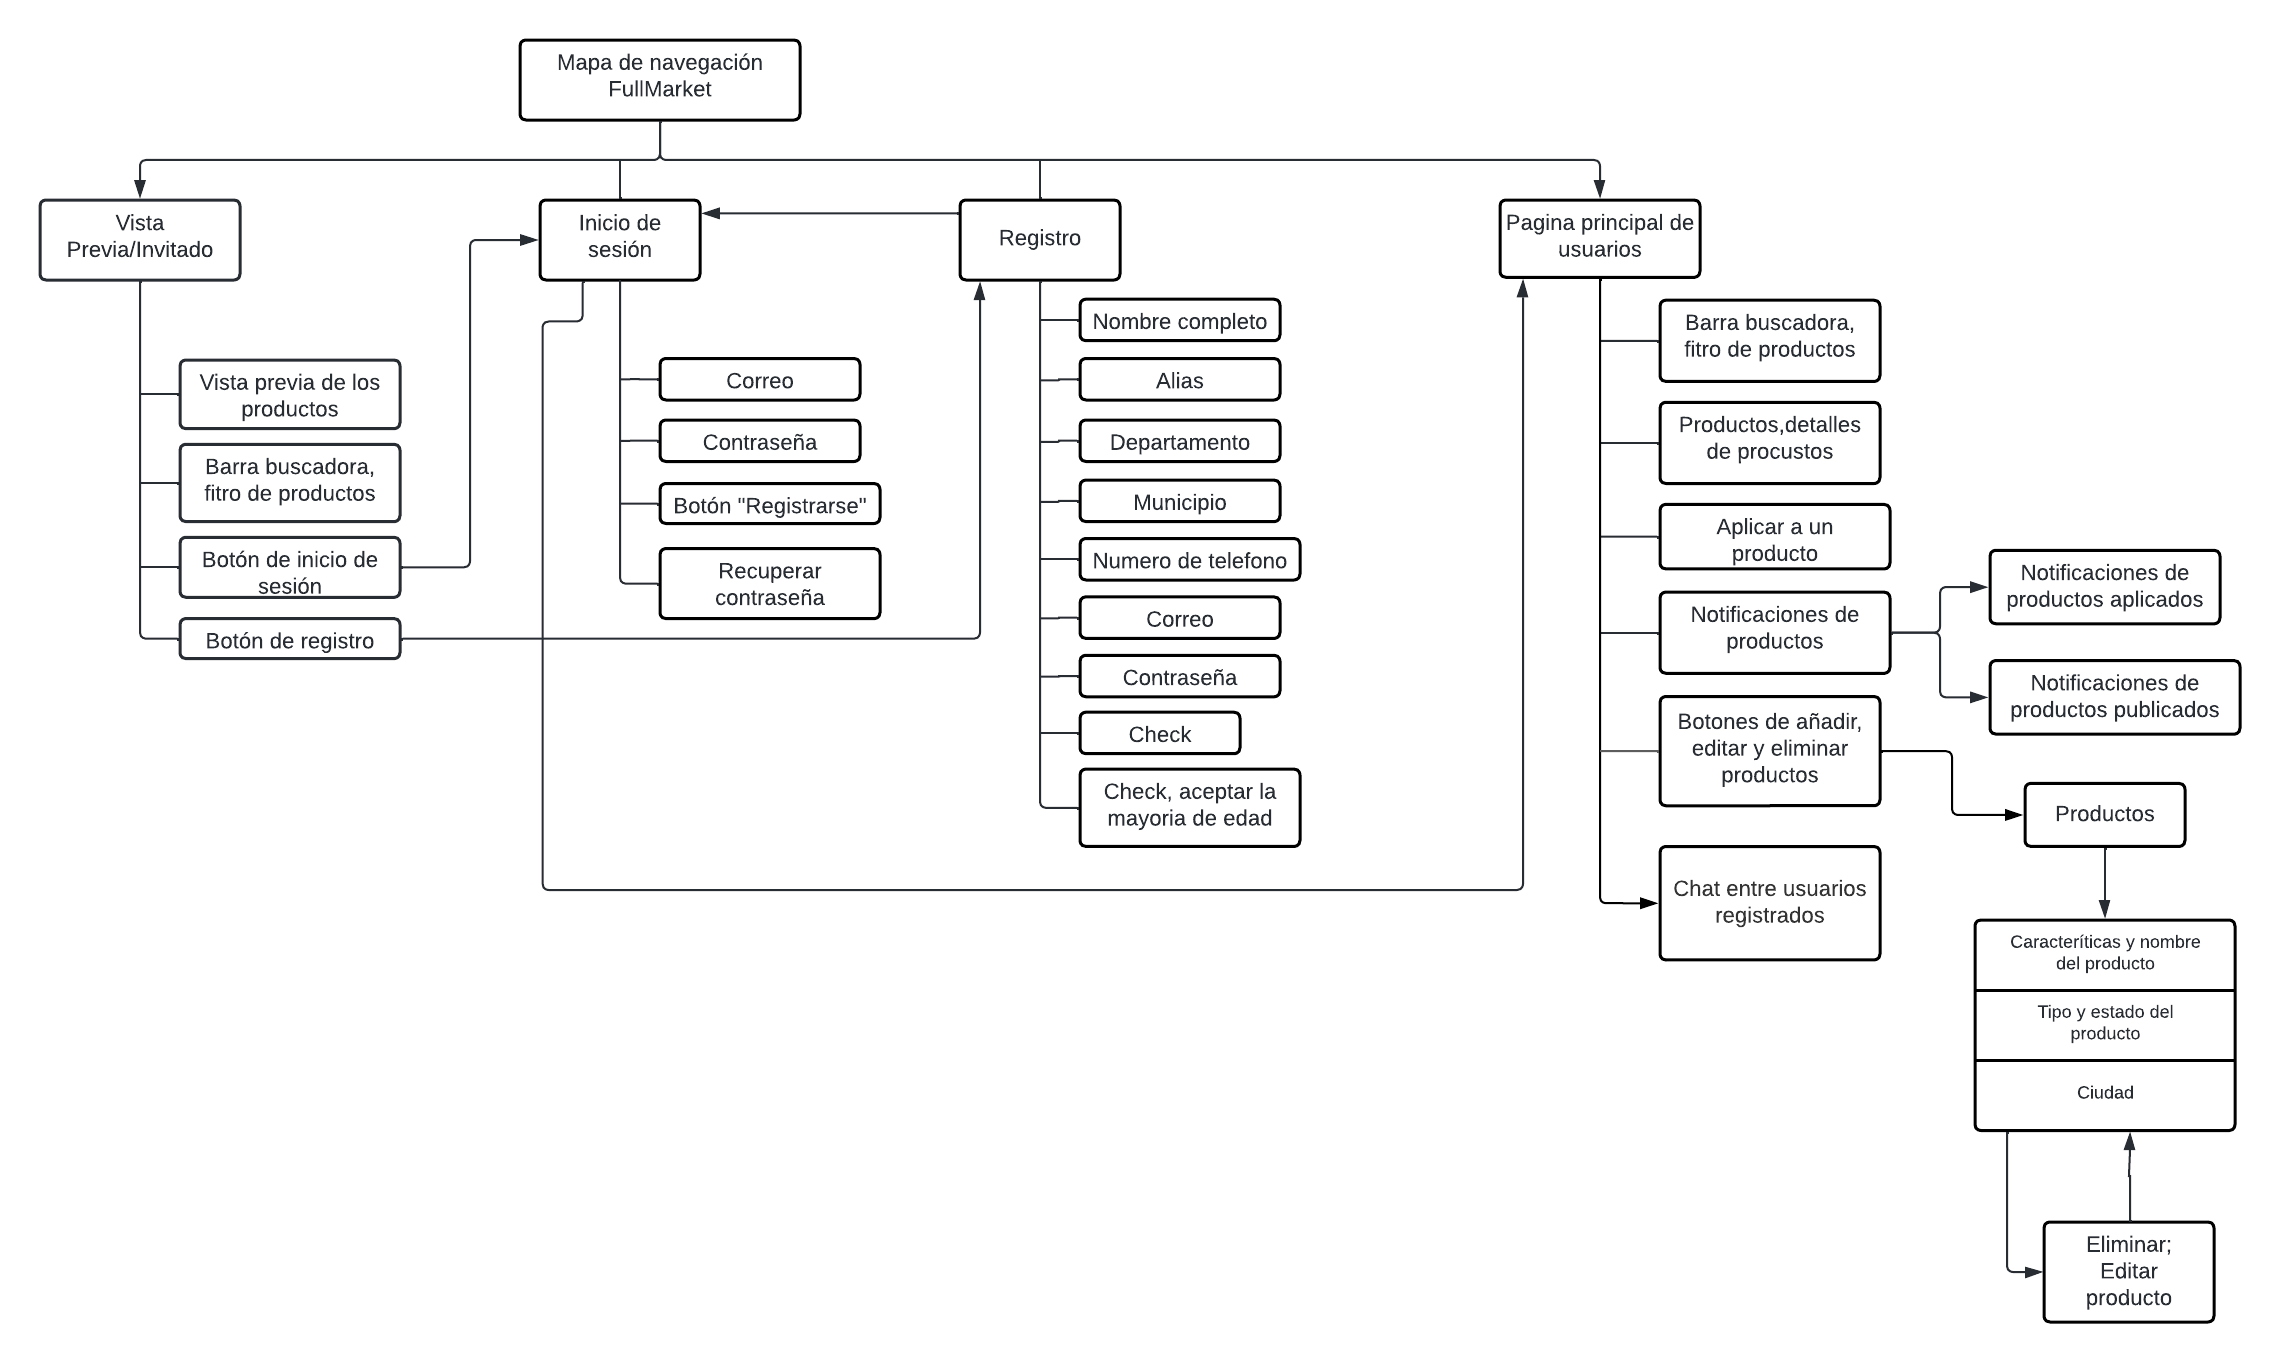 Mapa de navegación
FullMarket
Vista
Previa/Invitado
Inicio de
sesión
Registro
Pagina principal de
usuarios
Vista previa de los
productos
Barra buscadora,
fitro de productos
Botón de inicio de
sesión
Botón de registro
Correo
Contraseña
Botón "Registrarse"
Recuperar
contraseña
Nombre completo
Alias
Departamento
Municipio
Numero de telefono
Correo
Contraseña
Check
Check, aceptar la
mayoria de edad
Barra buscadora,
fitro de productos
Productos,detalles
de procustos
Aplicar a un
producto
Notificaciones de
productos
Botones de añadir,
editar y eliminar
productos
Chat entre usuarios
registrados
Notificaciones de
productos aplicados
Notificaciones de
productos publicados
Productos
Caracteríticas y nombre
del producto
Tipo y estado del
producto
Ciudad
Eliminar;
Editar
producto